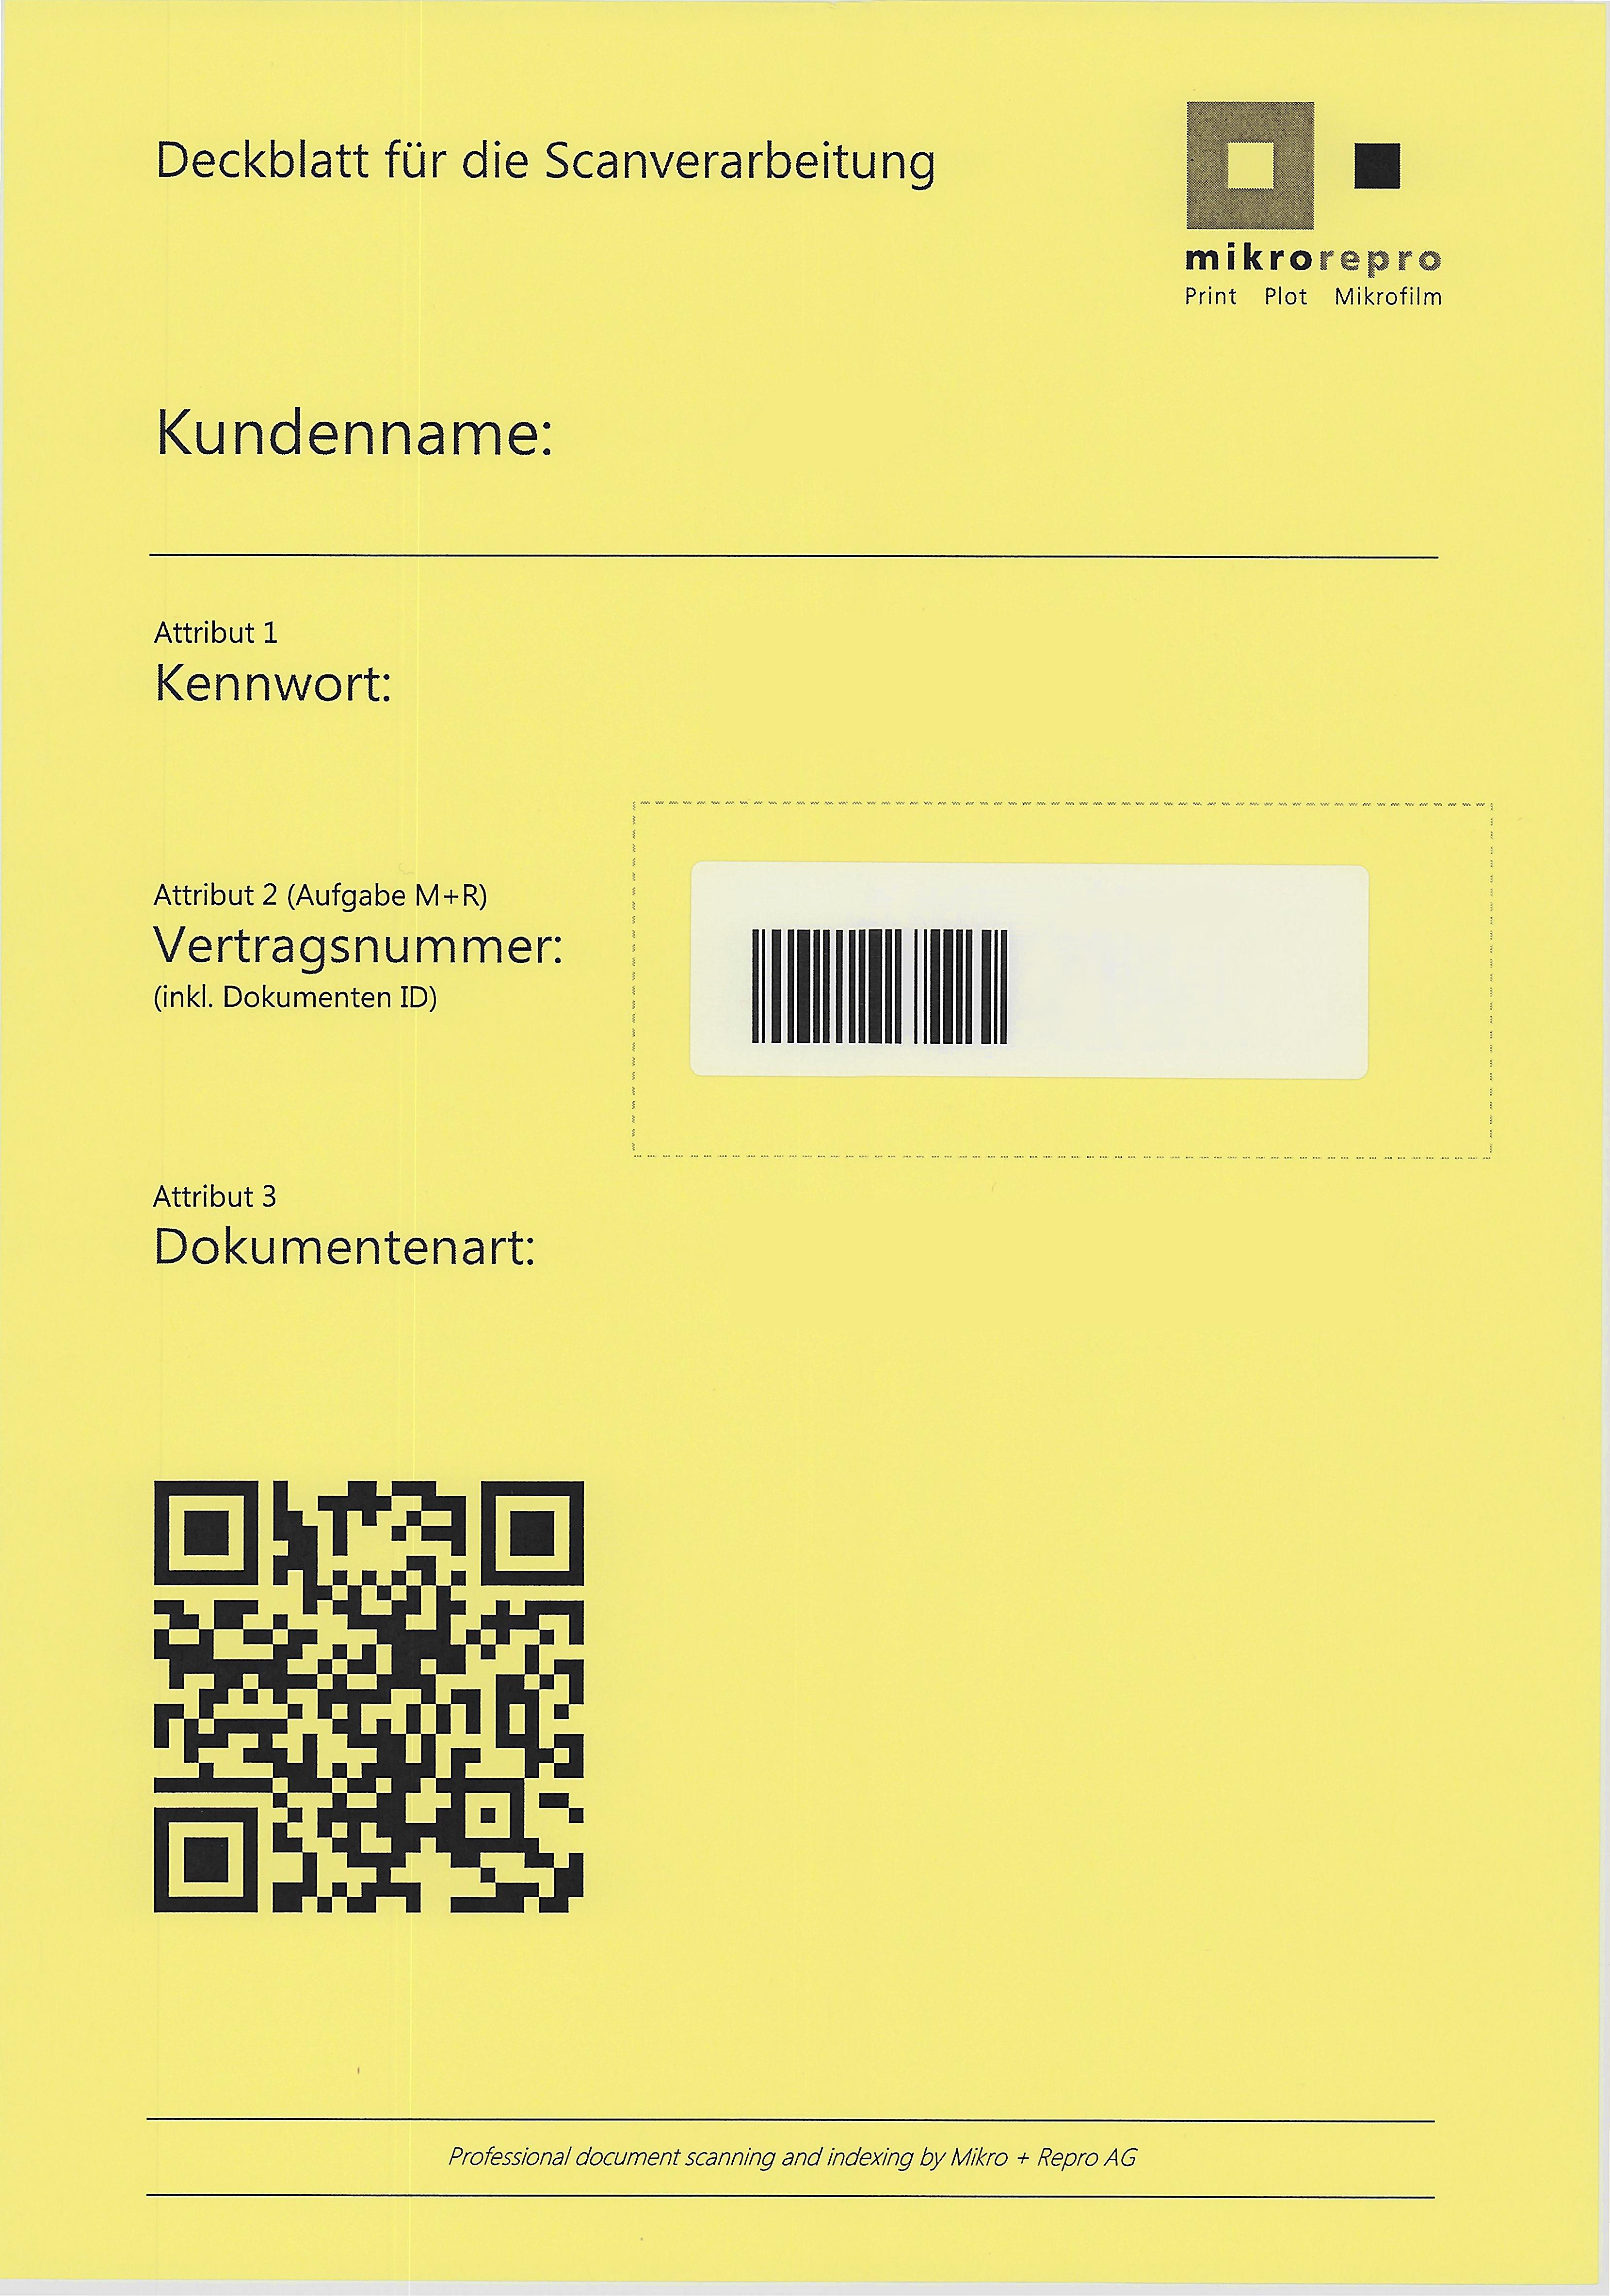 Deckblatt für die Scanverarbeitung
mikrorepro
Print Plot Mikrofilm
Kundenname:
Attribut 1
Kennwort:
Attribut 2 (Aufgabe M+R)
Vertragsnummer:
(inkl. Dokumenten ID)
Attribut 3
Dokumentenart:
Professional document scanning and indexing by Mikro + Repro AG